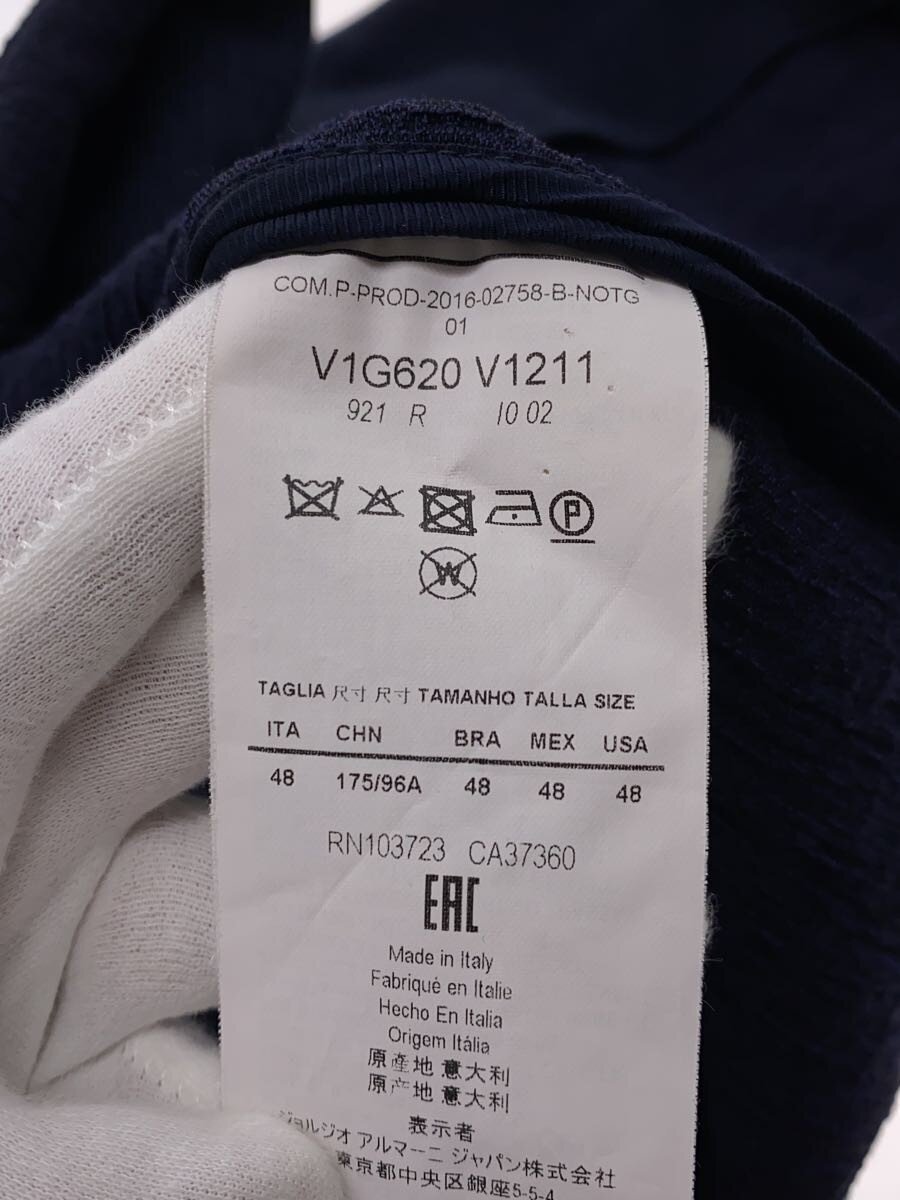 COM.P-PROD-2016-02758-B-NOTG
01
V1G620 V1211
921 R 10 02
P
W
TAGLIA 尺寸 尺寸 TAMANHO TALLA SIZE
ITA CHN BRA MEX USA
48 175/96A 48 48 48
RN103723 CA37360
EAC
Made in Italy
Fabriqué en Italie
Hecho En Italia
Origem Itália
原產地 意大利
原产地 意大利
表示者
ジョルジオ アルマーニ ジャパン株式会社
東京都中央区銀座5-5-4